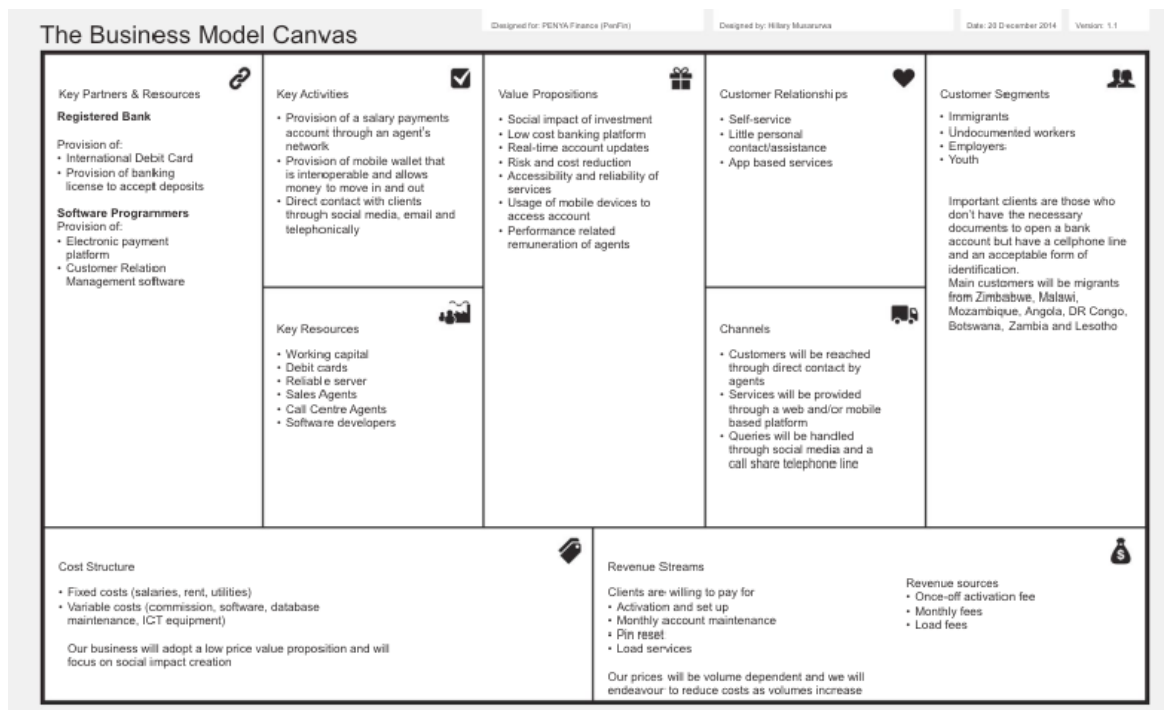 The Business Model Canvas
Designed for: PENYA Finance (PenFin)
Designed by: Hillary Musarurwa
Date: 20 December 2014
Version: 1.1
Key Partners & Resources
Registered Bank
Provision of:
• International Debit Card
• Provision of banking
license to accept deposits
Software Programmers
Provision of:
• Electronic payment
platform
• Customer Relation
Management software
Key Activities
• Provision of a salary payments
account through an agent's
network
• Provision of mobile wallet that
is interoperable and allows
money to move in and out
• Direct contact with clients
through social media, email and
telephonically
Key Resources
• Working capital
• Debit cards
• Reliable server
• Sales Agents
• Call Centre Agents
• Software developers
Value Propositions
• Social impact of investment
• Low cost banking platform
• Real-time account updates
• Risk and cost reduction
• Accessibility and reliability of
services
• Usage of mobile devices to
access account
• Performance related
remuneration of agents
Customer Relationships
• Self-service
• Little personal
contact/assistance
• App based services
Channels
• Customers will be reached
through direct contact by
agents
• Services will be provided
through a web and/or mobile
based platform
• Queries will be handled
through social media and a
call share telephone line
Customer Segments
• Immigrants
• Undocumented workers
• Employers
• Youth
Important clients are those who
don't have the necessary
documents to open a bank
account but have a cellphone line
and an acceptable form of
identification.
Main customers will be migrants
from Zimbabwe, Malawi,
Mozambique, Angola, DR Congo,
Botswana, Zambia and Lesotho
Cost Structure
• Fixed costs (salaries, rent, utilities)
• Variable costs (commission, software, database
maintenance, ICT equipment)
Our business will adopt a low price value proposition and will
focus on social impact creation
Revenue Streams
Clients are willing to pay for
• Activation and set up
• Monthly account maintenance
• Pin reset
• Load services
Our prices will be volume dependent and we will
endeavour to reduce costs as volumes increase
Revenue sources
• Once-off activation fee
• Monthly fees
• Load fees
$